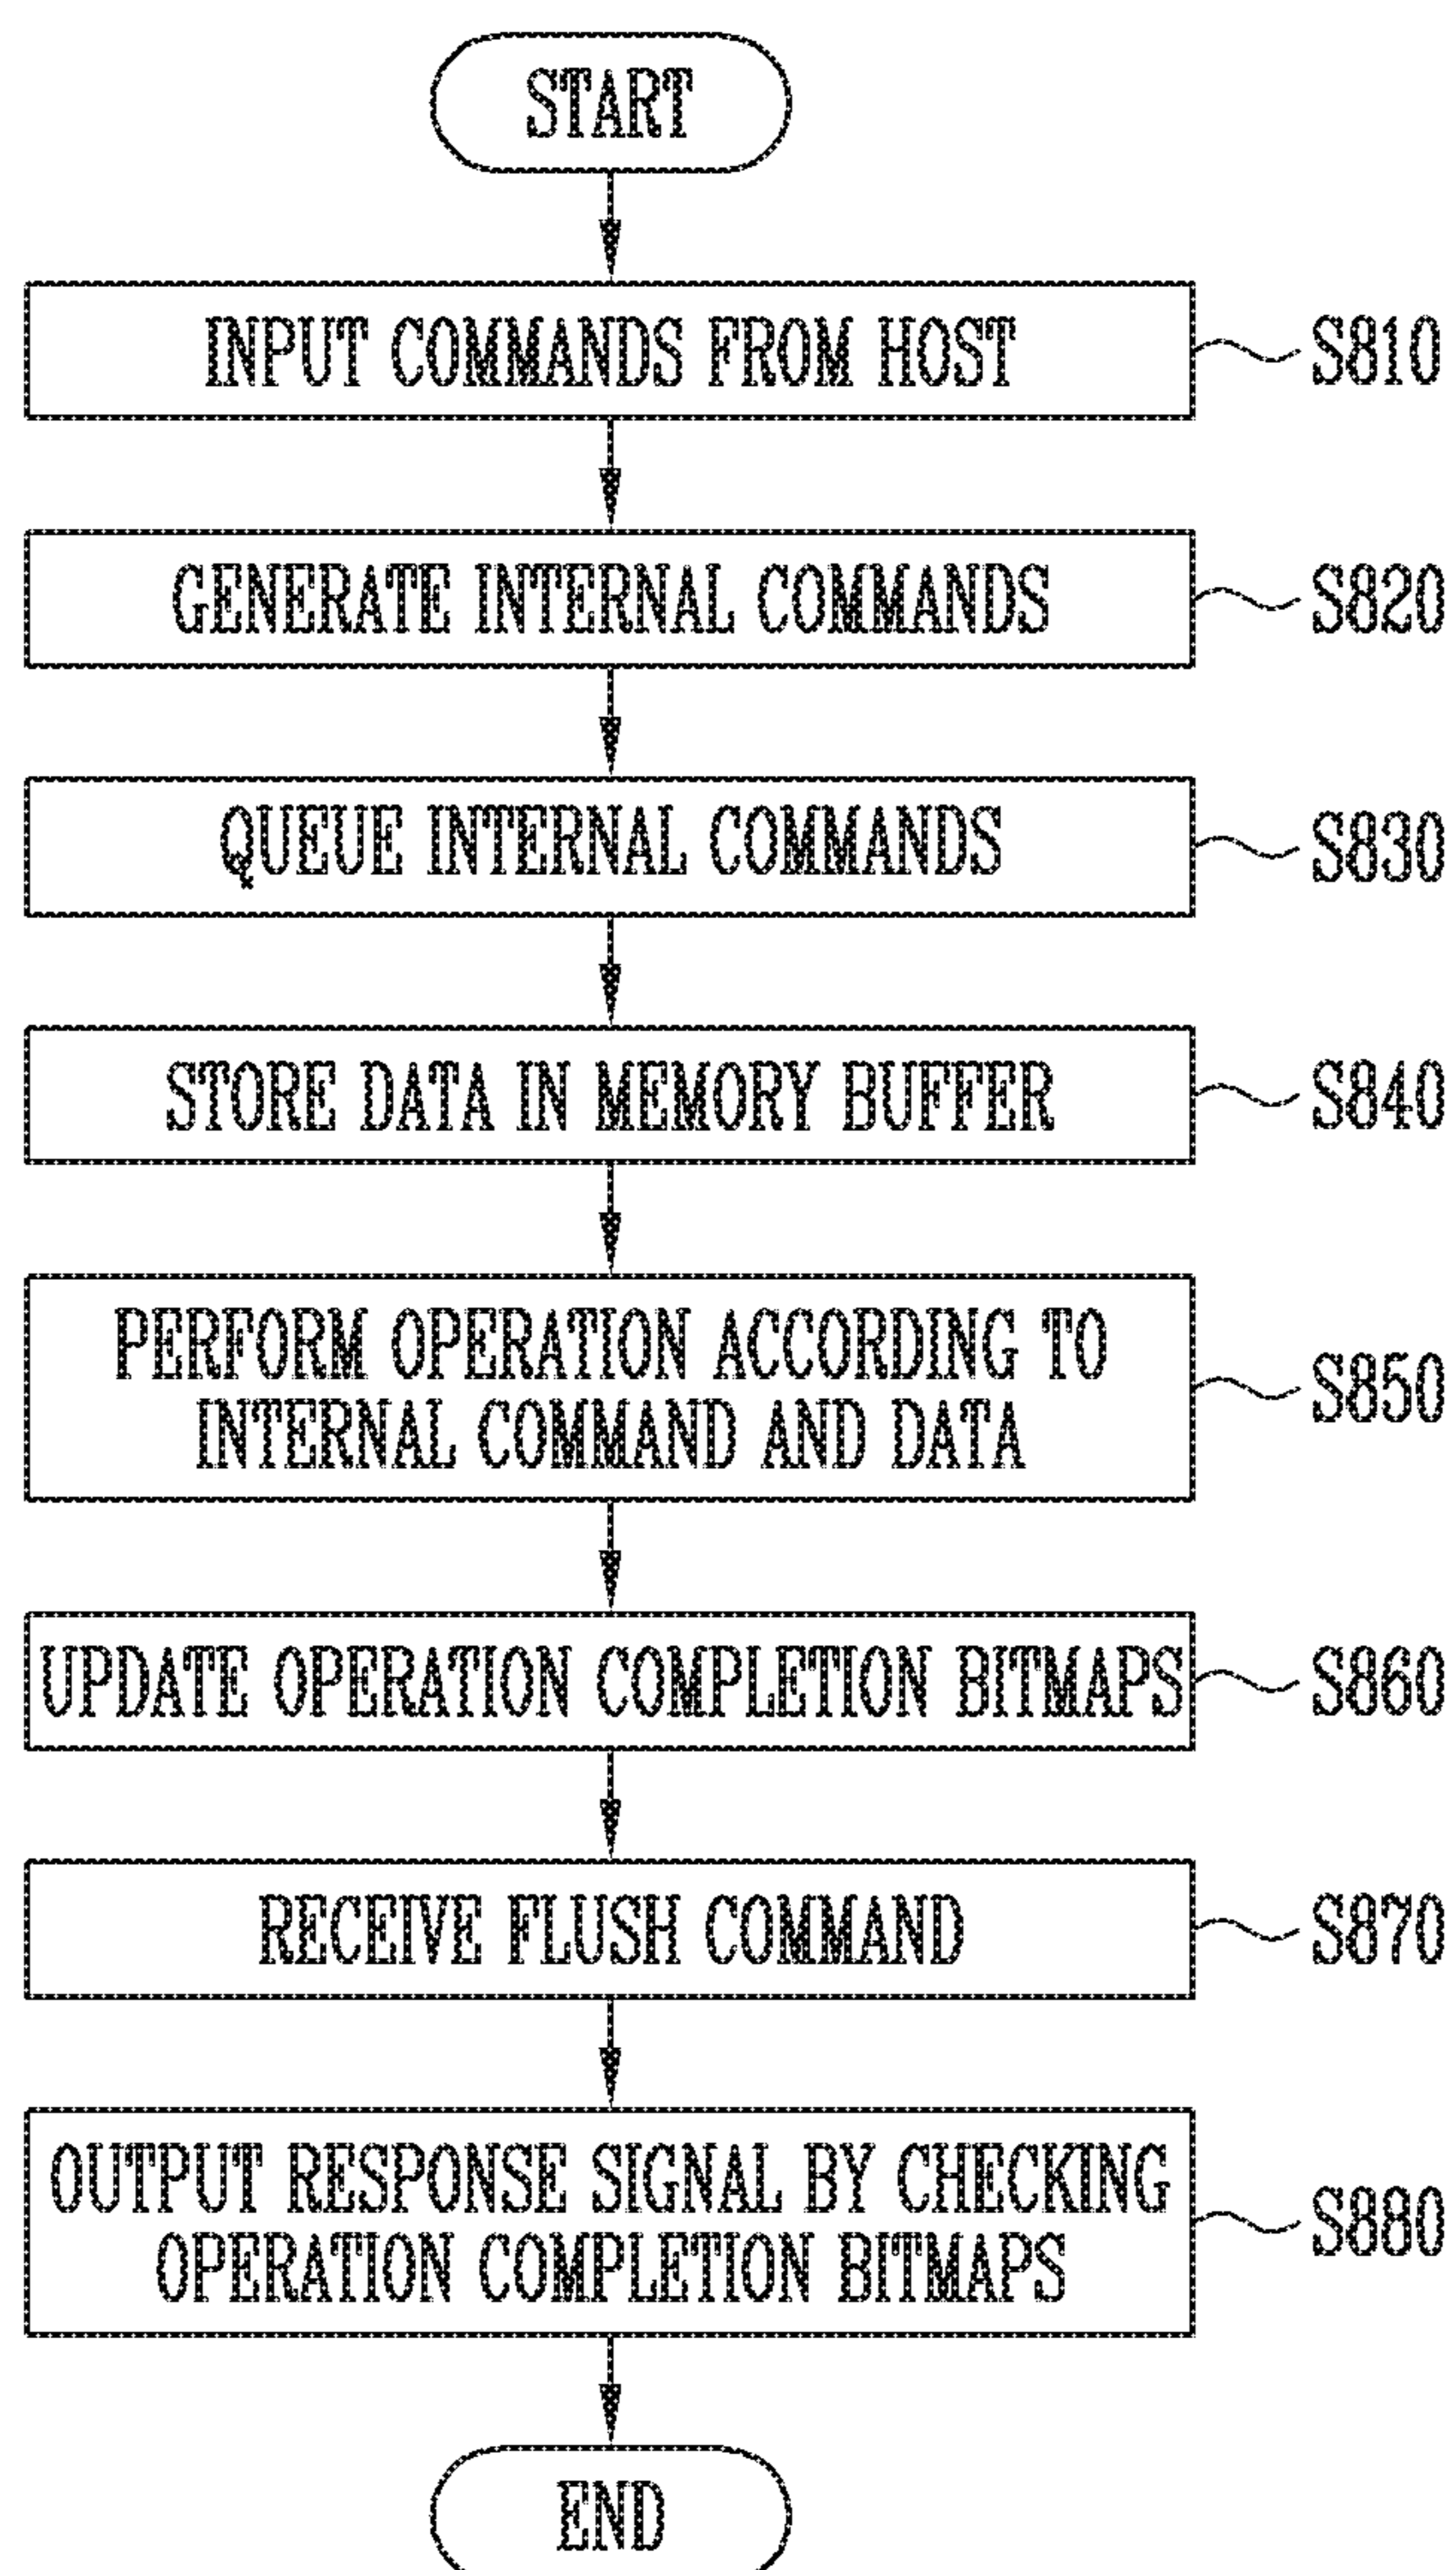 START
INPUT COMMANDS FROM HOST
S810
GENERATE INTERNAL COMMANDS
S820
QUEUE INTERNAL COMMANDS
S830
STORE DATA IN MEMORY BUFFER
S840
PERFORM OPERATION ACCORDING TO
INTERNAL COMMAND AND DATA
S850
UPDATE OPERATION COMPLETION BITMAPS
S860
RECEIVE FLUSH COMMAND
S870
OUTPUT RESPONSE SIGNAL BY CHECKING
OPERATION COMPLETION BITMAPS
S880
END